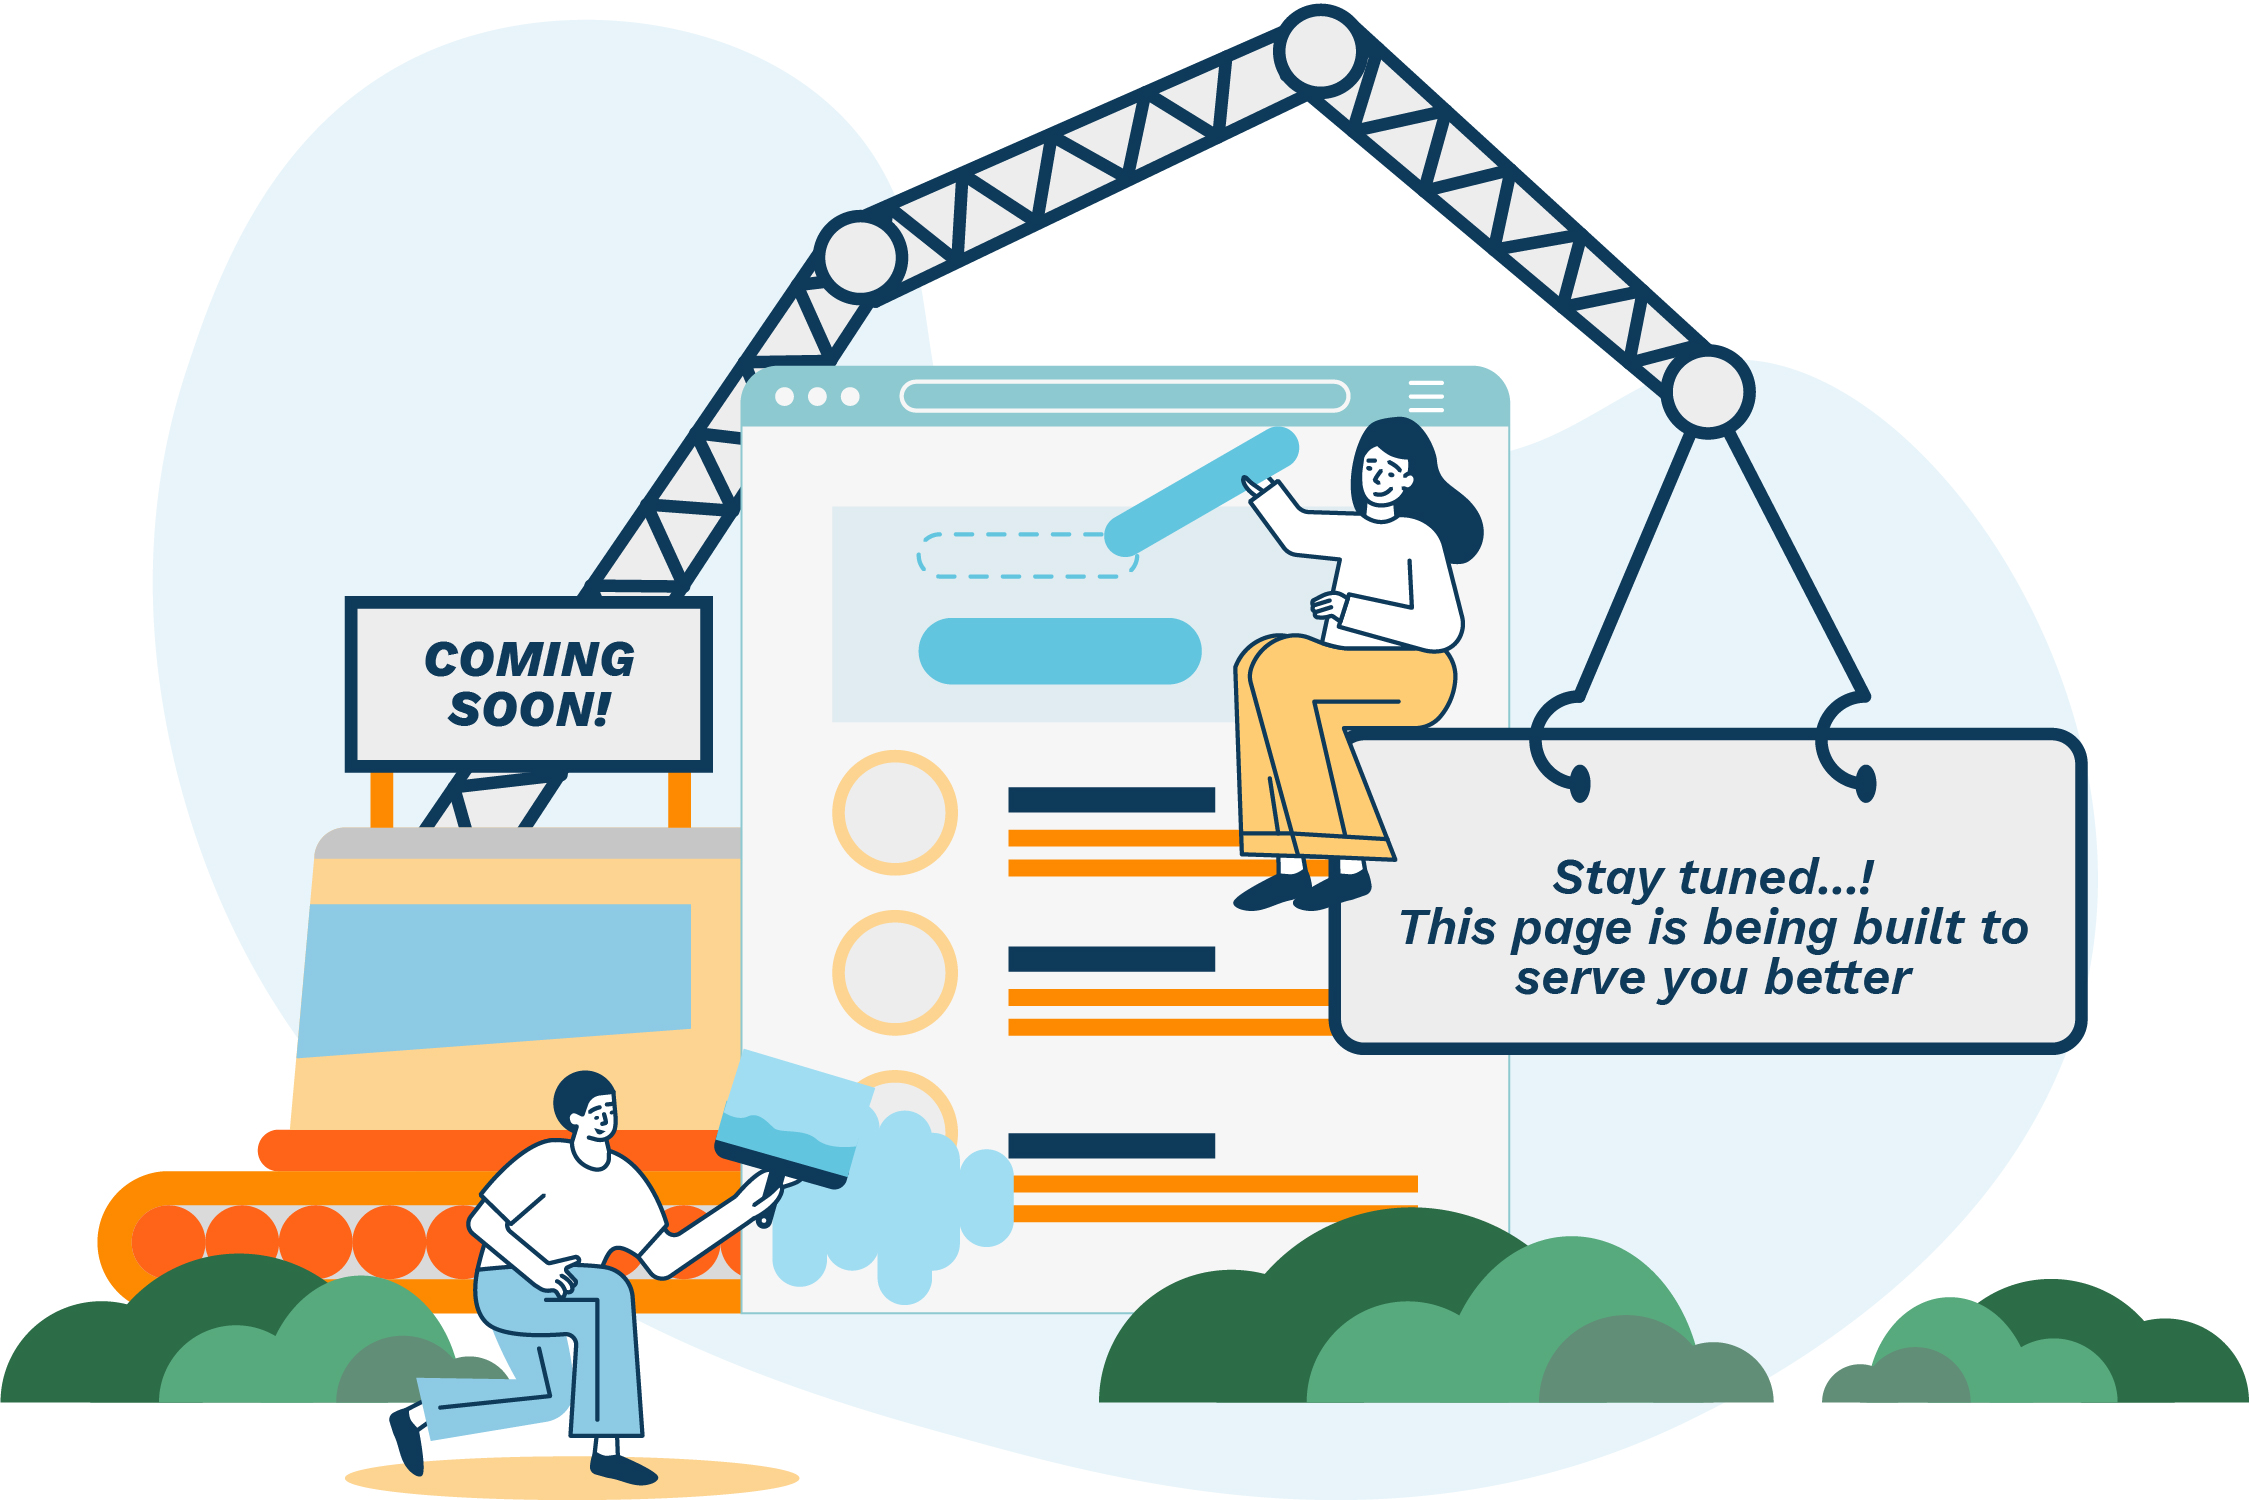 COMING
SOON!
Stay tuned...!
This page is being built to
serve you better